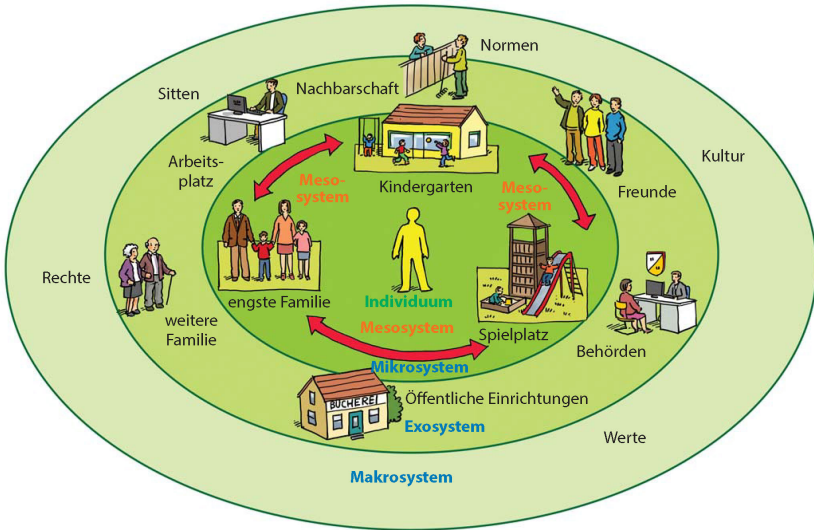 Normen
Sitten
Nachbarschaft
Arbeits-
platz
Kultur
Meso-
system
Kindergarten
Meso-
system
Freunde
Rechte
engste Familie
Individuum
weitere
Familie
Mesosystem
Spielplatz
Behörden
Mikrosystem
BÜCHEREI
Öffentliche Einrichtungen
Exosystem
Werte
Makrosystem